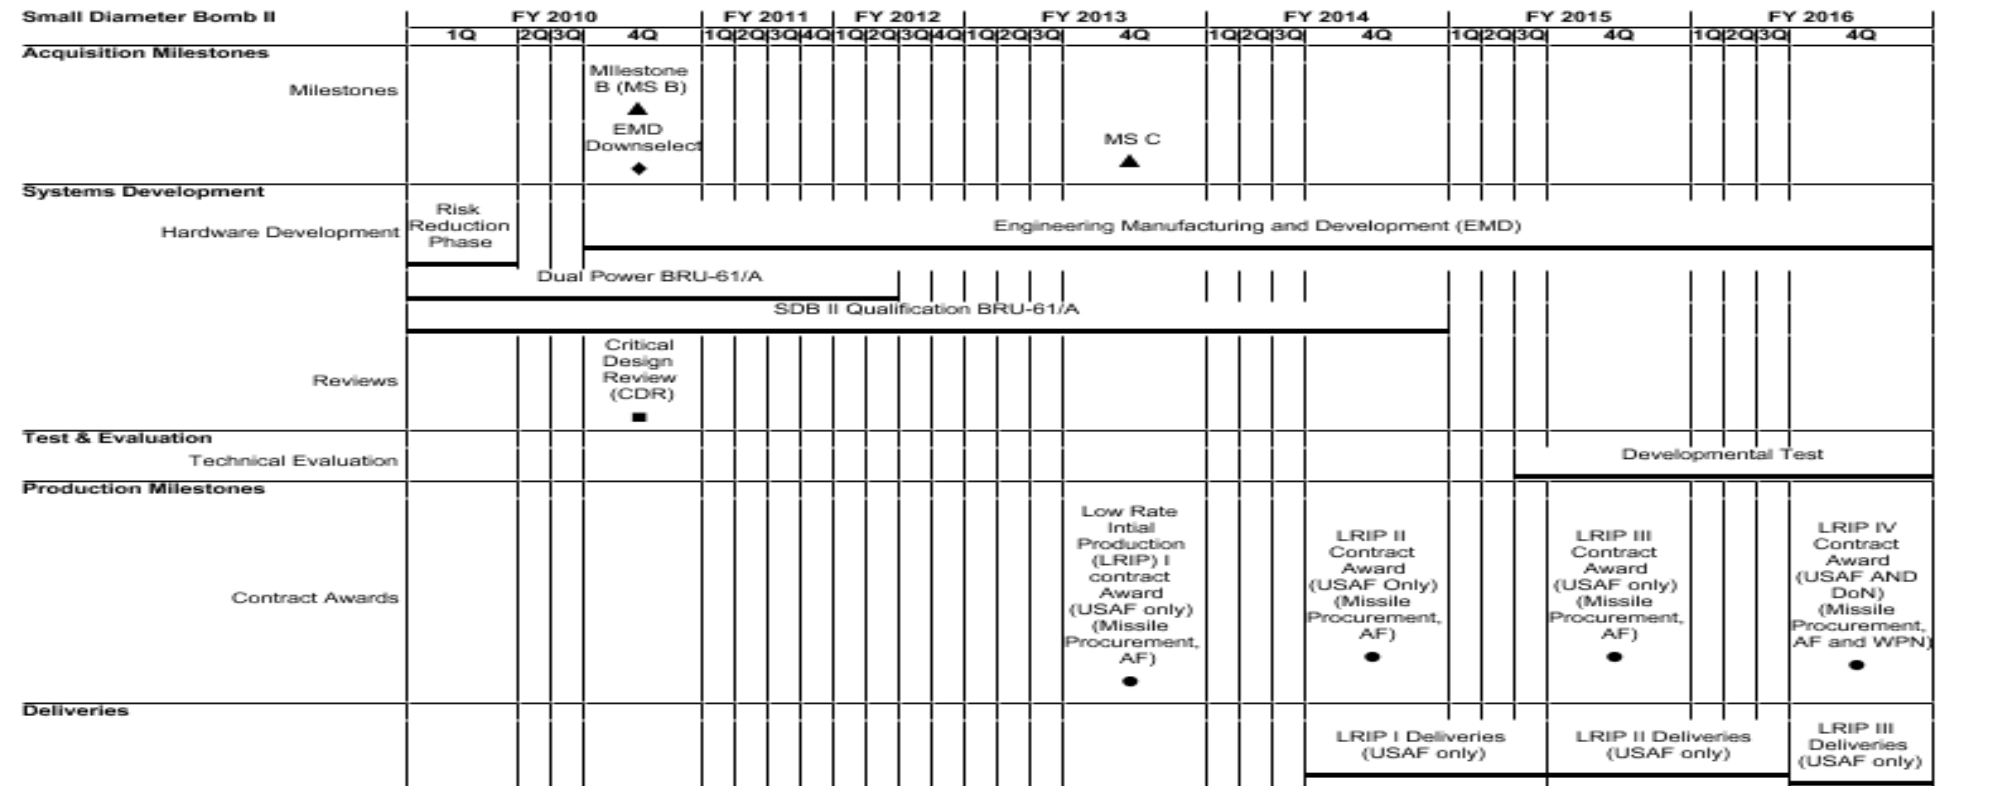 Small Diameter Bomb II FY 2010 FY 2011 FY 2012 FY 2013 FY 2014 FY 2015 FY 2016
1Q 2Q 3Q 4Q 1Q 2Q 3Q 4Q 1Q 2Q 3Q 4Q 1Q 2Q 3Q 4Q 1Q 2Q 3Q 4Q 1Q 2Q 3Q 4Q 1Q 2Q 3Q 4Q
Acquisition Milestones
Milestones
MIlestone
B (MS B)
EMD
Downselect
MS C
Systems Development
Hardware Development
Risk
Reduction
Phase
Engineering Manufacturing and Development (EMD)
Dual Power BRU-61/A
SDB II Qualification BRU-61/A
Reviews
Critical
Design
Review
(CDR)
Test & Evaluation
Technical Evaluation
Developmental Test
Production Milestones
Contract Awards
Low Rate
Intial
Production
(LRIP) I
contract
Award
(USAF only)
(Missile
Procurement,
AF)
LRIP II
Contract
Award
(USAF Only)
(Missile
Procurement,
AF)
LRIP III
Contract
Award
(USAF only)
(Missile
Procurement,
AF)
LRIP IV
Contract
Award
(USAF AND
DoN)
(Missile
Procurement,
AF and WPN)
Deliveries
LRIP I Deliveries
(USAF only)
LRIP II Deliveries
(USAF only)
LRIP III
Deliveries
(USAF only)